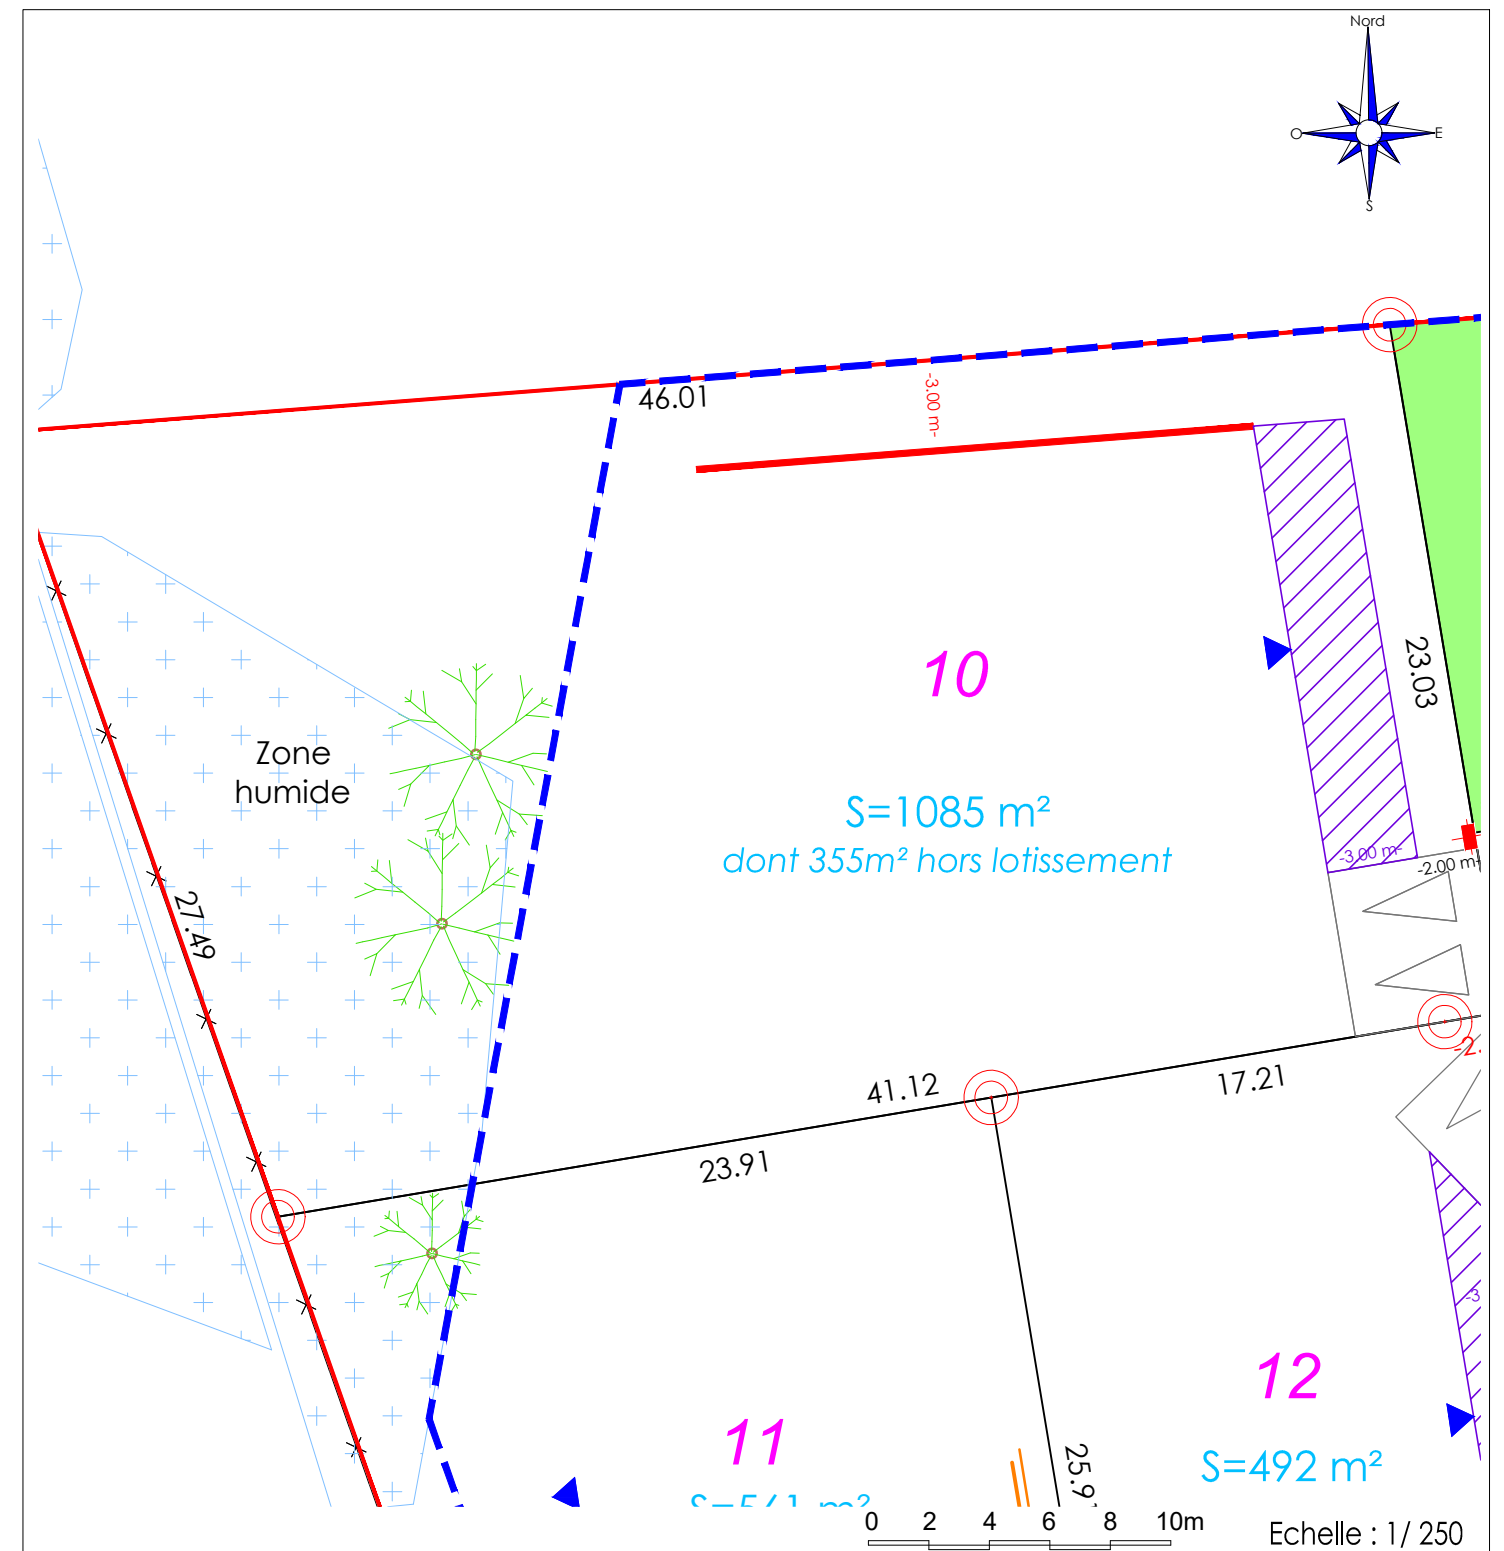 Nord
O
E
S
46.01
-3.00 m-
10
23.03
Zone
humide
S=1085 m²
dont 355m² hors lotissement
-3.00 m-
-2.00 m-
27.49
41.12
17.21
23.91
12
11
S=492 m²
25.9
0 2 4 6 8 10m
Echelle : 1/ 250